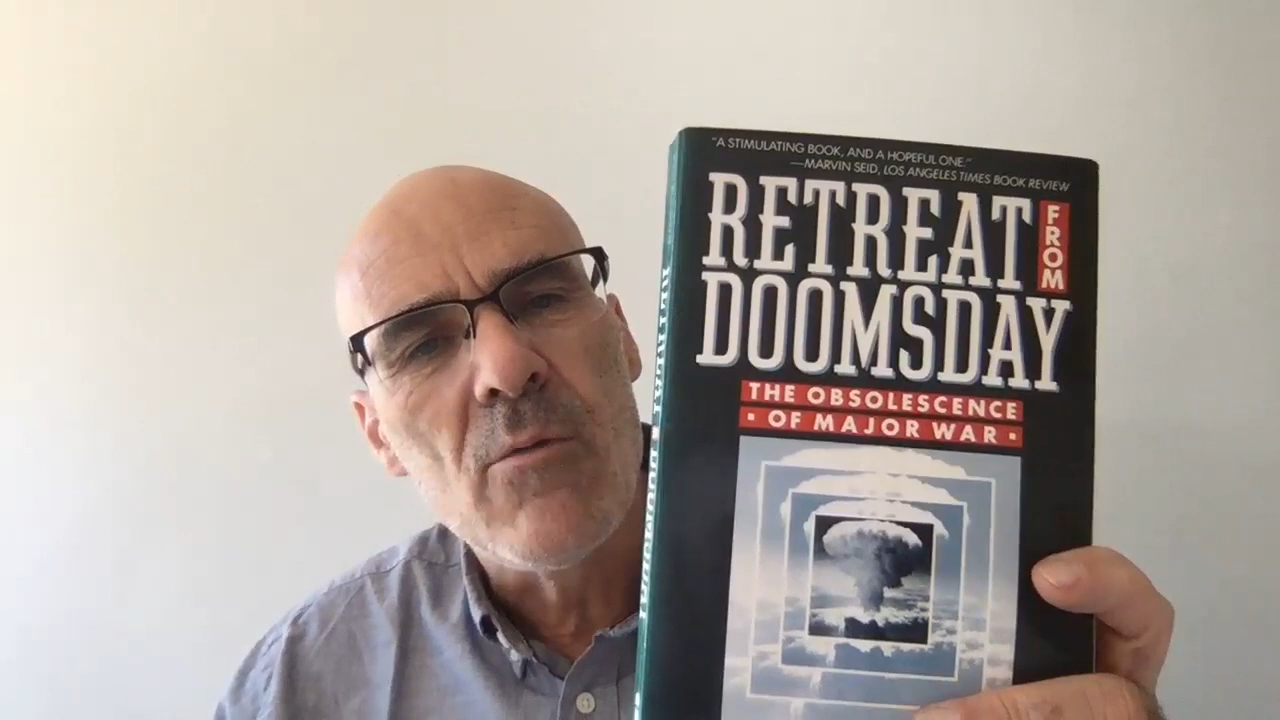 "A STIMULATING BOOK, AND A HOPEFUL ONE."
—MARVIN SEID, LOS ANGELES TIMES BOOK REVIEW
RETREAT
FROM
DOOMSDAY
THE OBSOLESCENCE
• OF MAJOR WAR •